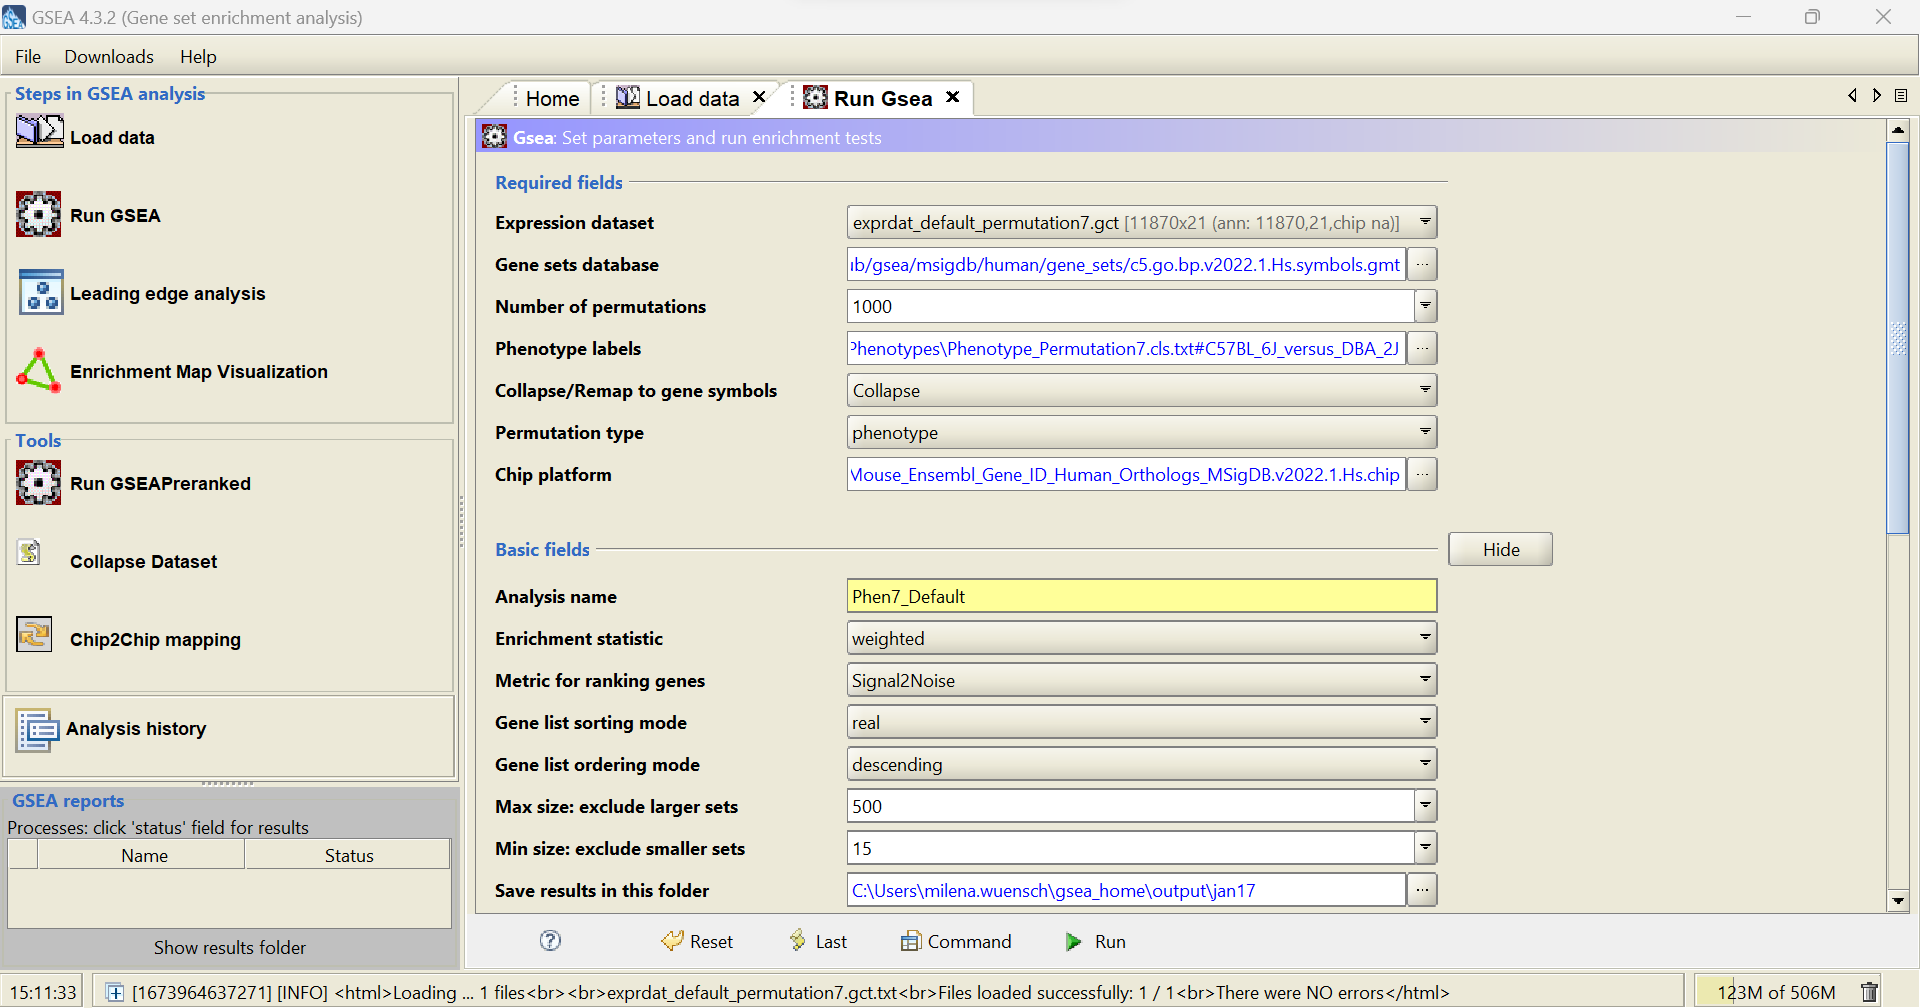 GSEA 4.3.2 (Gene set enrichment analysis)
File Downloads Help
Steps in GSEA analysis
Load data
Run GSEA
Leading edge analysis
Enrichment Map Visualization
Tools
Run GSEAPreranked
Collapse Dataset
Chip2Chip mapping
Analysis history
GSEA reports
Processes: click 'status' field for results
Name Status
Show results folder
Home Load data Run Gsea
Gsea: Set parameters and run enrichment tests
Required fields
Expression dataset exprdat_default_permutation7.gct [11870x21 (ann: 11870,21,chip na)]
Gene sets database ıb/gsea/msigdb/human/gene_sets/c5.go.bp.v2022.1.Hs.symbols.gmt ...
Number of permutations 1000
Phenotype labels Phenotypes\Phenotype_Permutation7.cls.txt#C57BL_6J_versus_DBA_2J ...
Collapse/Remap to gene symbols Collapse
Permutation type phenotype
Chip platform Mouse_Ensembl_Gene_ID_Human_Orthologs_MSigDB.v2022.1.Hs.chip ...
Basic fields Hide
Analysis name Phen7_Default
Enrichment statistic weighted
Metric for ranking genes Signal2Noise
Gene list sorting mode real
Gene list ordering mode descending
Max size: exclude larger sets 500
Min size: exclude smaller sets 15
Save results in this folder C:\Users\milena.wuensch\gsea_home\output\jan17 ...
? Reset Last Command Run
15:11:33 [1673964637271] [INFO] <html>Loading ... 1 files<br><br>exprdat_default_permutation7.gct.txt<br>Files loaded successfully: 1 / 1<br>There were NO errors</html> 123M of 506M